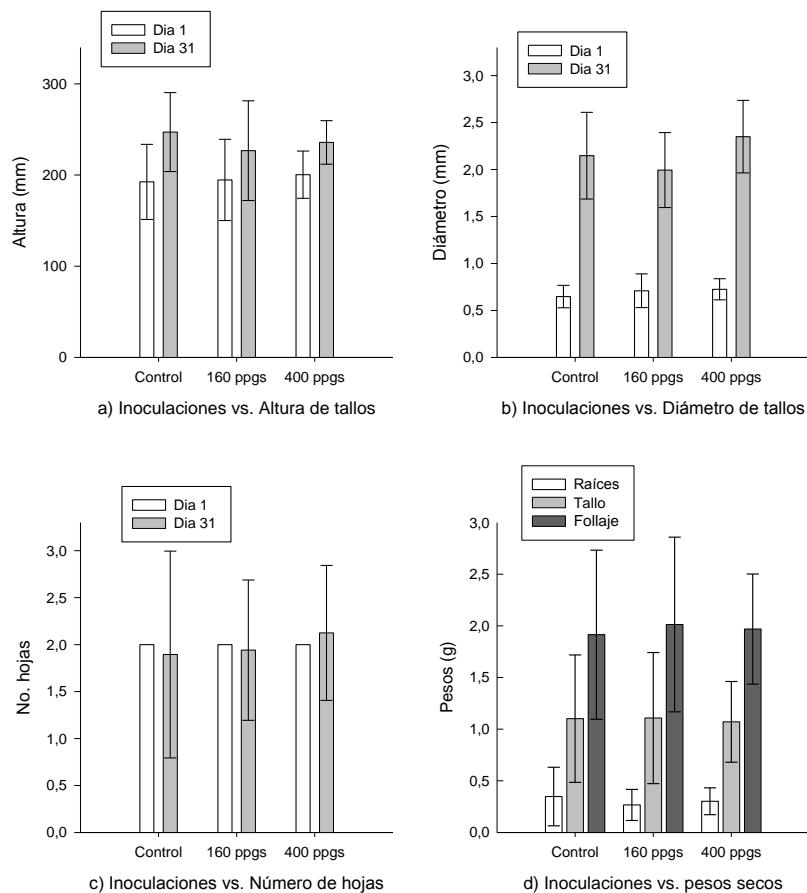 Dia 1
Dia 31
Altura (mm)
300
200
100
0
Control 160 ppgs 400 ppgs
a) Inoculaciones vs. Altura de tallos
Dia 1
Dia 31
Diámetro (mm)
3,0
2,5
2,0
1,5
1,0
0,5
0,0
Control 160 ppgs 400 ppgs
b) Inoculaciones vs. Diámetro de tallos
Dia 1
Dia 31
No. hojas
3,0
2,5
2,0
1,5
1,0
0,5
0,0
Control 160 ppgs 400 ppgs
c) Inoculaciones vs. Número de hojas
Raíces
Tallo
Follaje
Pesos (g)
3,0
2,5
2,0
1,5
1,0
0,5
0,0
Control 160 ppgs 400 ppgs
d) Inoculaciones vs. pesos secos